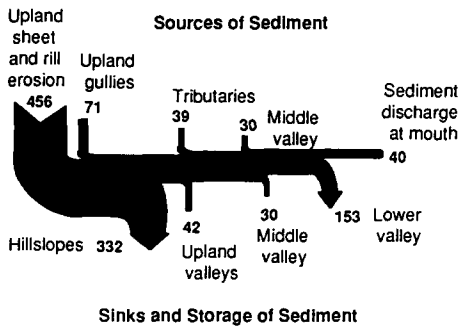 Sources of Sediment
Upland
sheet
and rill
erosion
456
Upland
gullies
71
Tributaries
39
30
Middle
valley
Sediment
discharge
at mouth
40
Hillslopes 332
42
Upland
valleys
30
Middle
valley
153
Lower
valley
Sinks and Storage of Sediment